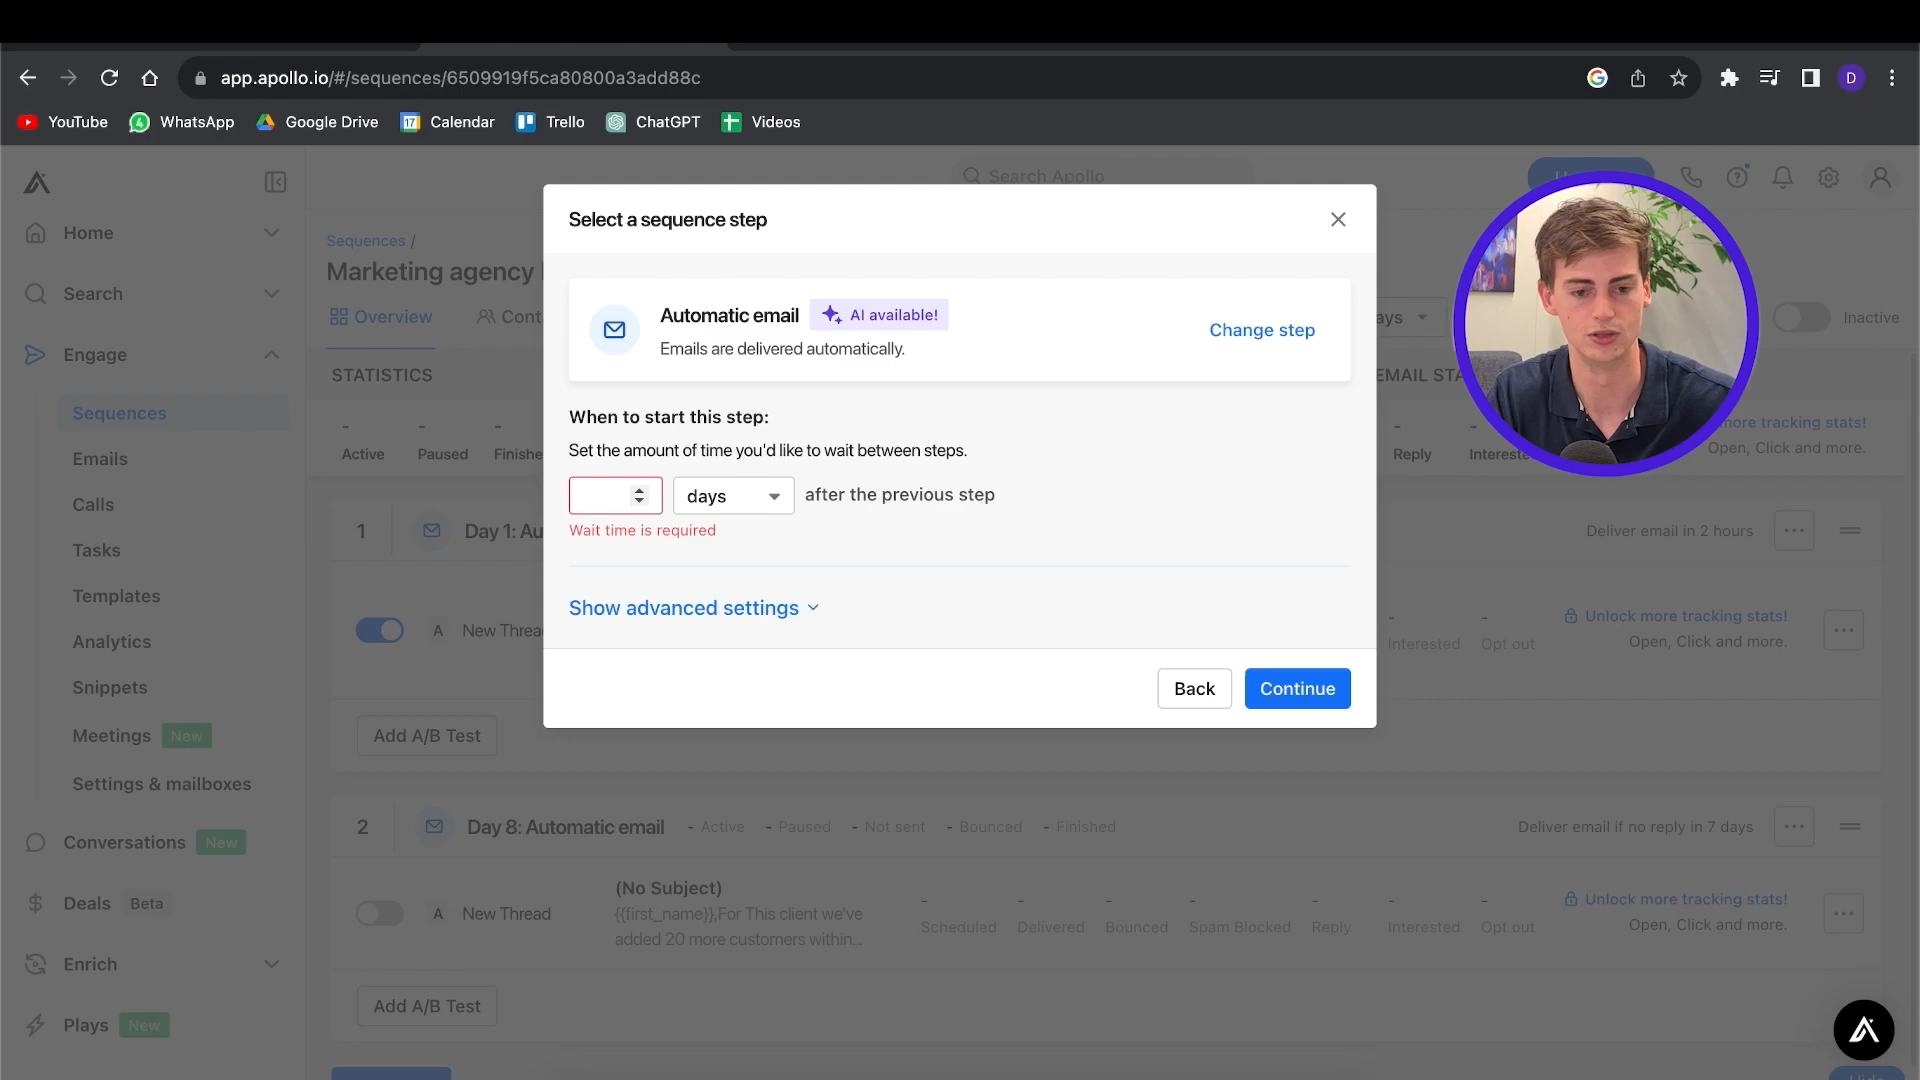 app.apollo.io/#/sequences/6509919f5ca80800a3add88c
D
YouTube
WhatsApp
Google Drive
17
Calendar
Trello
ChatGPT
Videos
Search Apollo
Home
Search
Engage
Sequences
Emails
Calls
Tasks
Templates
Analytics
Snippets
Meetings New
Settings & mailboxes
Conversations New
Deals Beta
Enrich
Plays New
Sequences /
Marketing agency
Overview
Inactive
STATISTICS
- - -
Active Paused
- -
Reply
more tracking stats!
Open, Click and more.
Select a sequence step
Automatic email AI available!
Emails are delivered automatically.
Change step
When to start this step:
Set the amount of time you'd like to wait between steps.
days after the previous step
Wait time is required
Show advanced settings
Back Continue
1 Day 1:
Deliver email in 2 hours
A New
- -
Interested Opt out
Unlock more tracking stats!
Open, Click and more.
Add A/B Test
2 Day 8: Automatic email - Active - Paused - Not sent - Bounced - Finished
Deliver email if no reply in 7 days
A New Thread
(No Subject)
{{first_name}},For This client we've
added 20 more customers within...
- - - - - - -
Scheduled Delivered Bounced Spam Blocked Reply Interested Opt out
Unlock more tracking stats!
Open, Click and more.
Add A/B Test